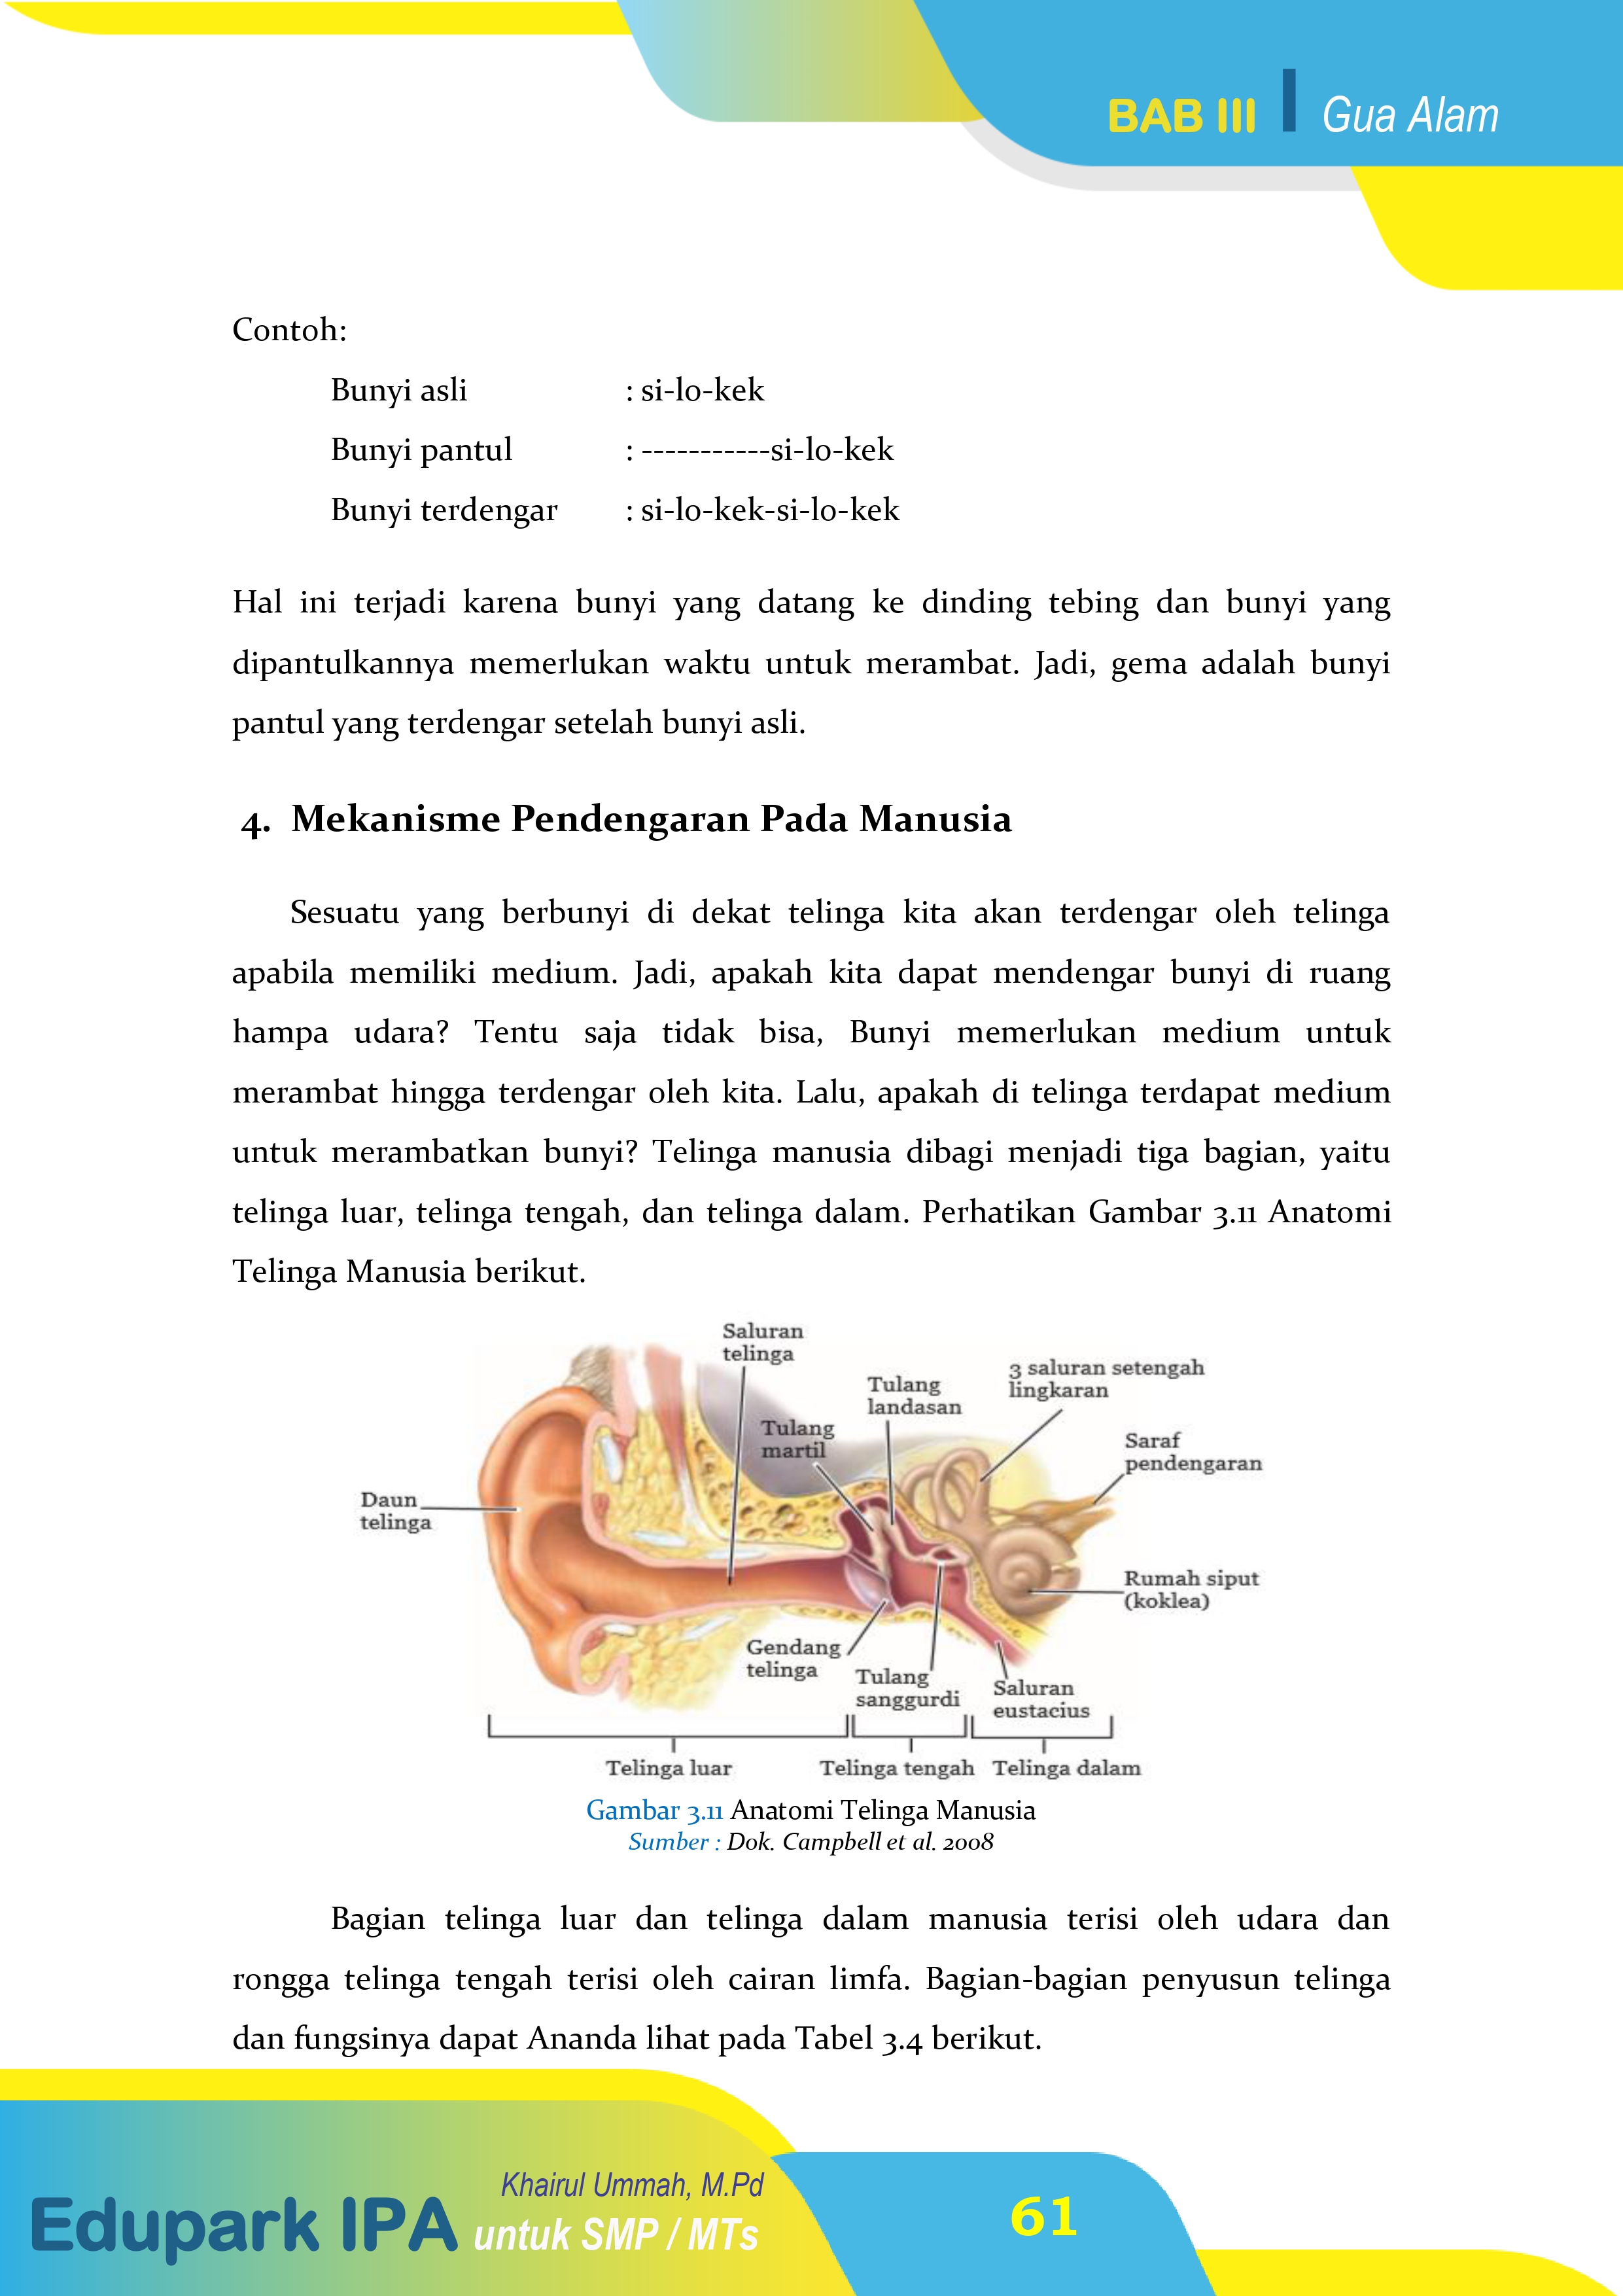 BAB III | Gua Alam
Contoh:
Bunyi asli : si-lo-kek
Bunyi pantul : -----------si-lo-kek
Bunyi terdengar : si-lo-kek-si-lo-kek
Hal ini terjadi karena bunyi yang datang ke dinding tebing dan bunyi yang
dipantulkannya memerlukan waktu untuk merambat. Jadi, gema adalah bunyi
pantul yang terdengar setelah bunyi asli.
4. Mekanisme Pendengaran Pada Manusia
Sesuatu yang berbunyi di dekat telinga kita akan terdengar oleh telinga
apabila memiliki medium. Jadi, apakah kita dapat mendengar bunyi di ruang
hampa udara? Tentu saja tidak bisa, Bunyi memerlukan medium untuk
merambat hingga terdengar oleh kita. Lalu, apakah di telinga terdapat medium
untuk merambatkan bunyi? Telinga manusia dibagi menjadi tiga bagian, yaitu
telinga luar, telinga tengah, dan telinga dalam. Perhatikan Gambar 3.11 Anatomi
Telinga Manusia berikut.
Saluran
telinga
3 saluran setengah
lingkaran
Tulang
landasan
Tulang
martil
Saraf
pendengaran
Daun
telinga
Rumah siput
(koklea)
Gendang
telinga
Tulang
sanggurdi
Saluran
eustacius
Telinga luar
Telinga tengah
Telinga dalam
Gambar 3.11 Anatomi Telinga Manusia
Sumber : Dok. Campbell et al. 2008
Bagian telinga luar dan telinga dalam manusia terisi oleh udara dan
rongga telinga tengah terisi oleh cairan limfa. Bagian-bagian penyusun telinga
dan fungsinya dapat Ananda lihat pada Tabel 3.4 berikut.
Khairul Ummah, M.Pd
Edupark IPA untuk SMP / MTs
61